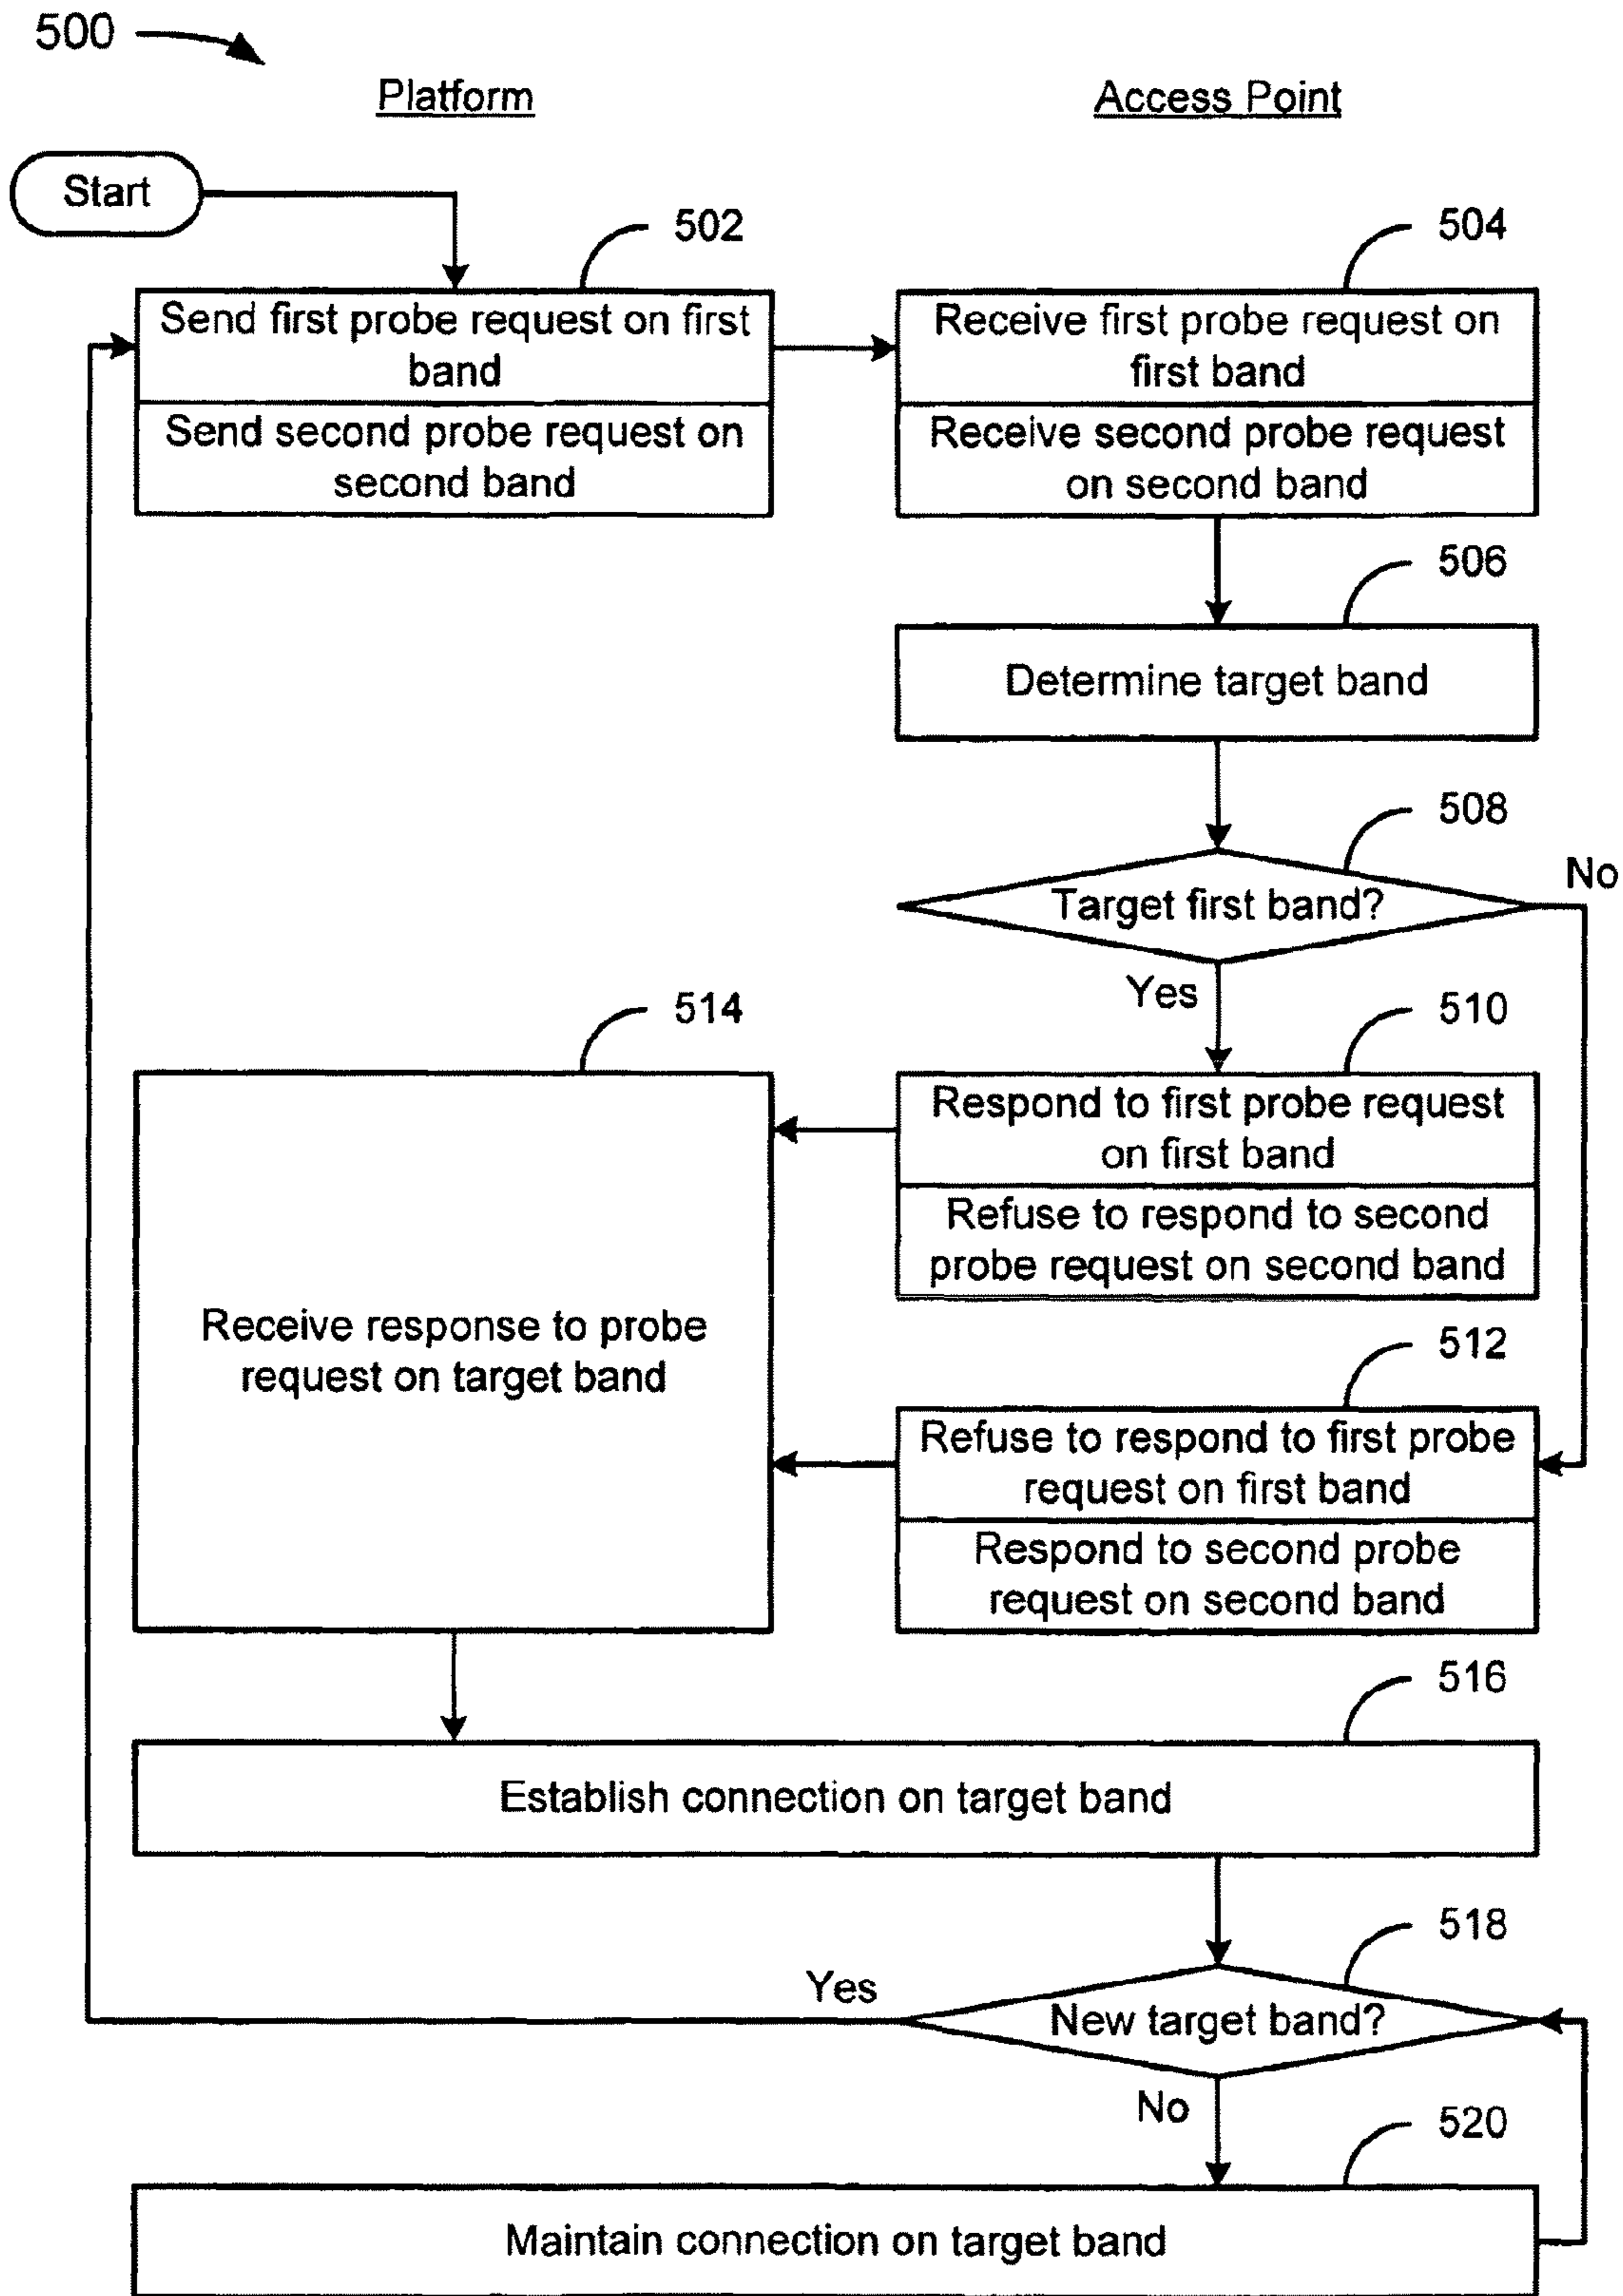 500
Platform
Access Point
Start
502
504
Send first probe request on first
band
Send second probe request on
second band
Receive first probe request on
first band
Receive second probe request
on second band
506
Determine target band
508
No
Target first band?
Yes
514
510
Respond to first probe request
on first band
Refuse to respond to second
probe request on second band
Receive response to probe
request on target band
512
Refuse to respond to first probe
request on first band
Respond to second probe
request on second band
516
Establish connection on target band
518
Yes
New target band?
No
520
Maintain connection on target band